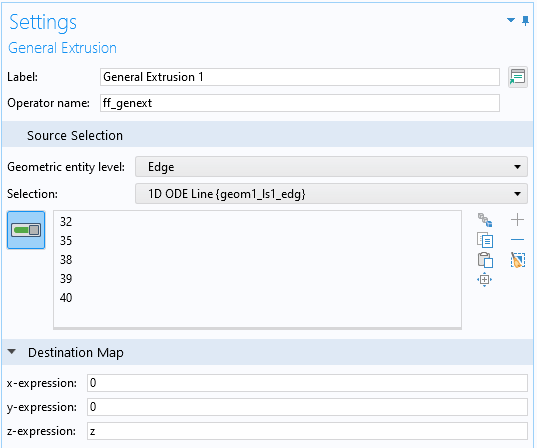 Settings
General Extrusion
Label: General Extrusion 1
Operator name: ff_genext
Source Selection
Geometric entity level: Edge
Selection: 1D ODE Line {geom1_ls1_edg}
32
35
38
39
40
Destination Map
x-expression: 0
y-expression: 0
z-expression: z